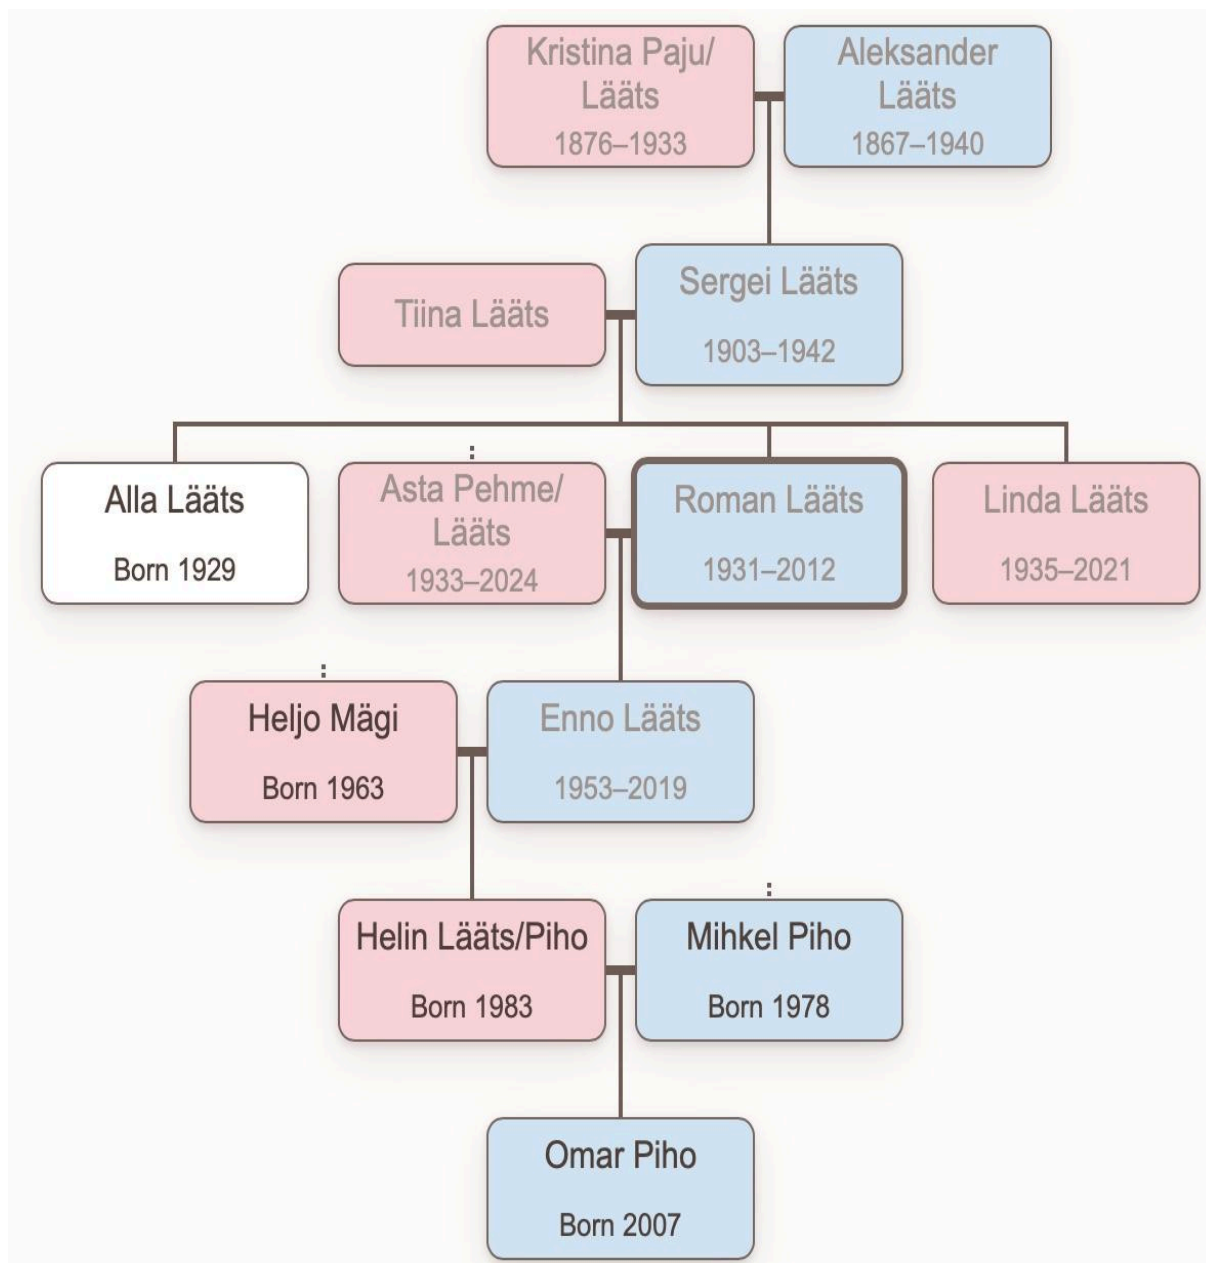 Kristina Paju/
Lääts
1876–1933
Aleksander
Lääts
1867–1940
Tiina Lääts
Sergei Lääts
1903–1942
Alla Lääts
Born 1929
Asta Pehme/
Lääts
1933–2024
Roman Lääts
1931–2012
Linda Lääts
1935–2021
Heljo Mägi
Born 1963
Enno Lääts
1953–2019
Helin Lääts/Piho
Born 1983
Mihkel Piho
Born 1978
Omar Piho
Born 2007